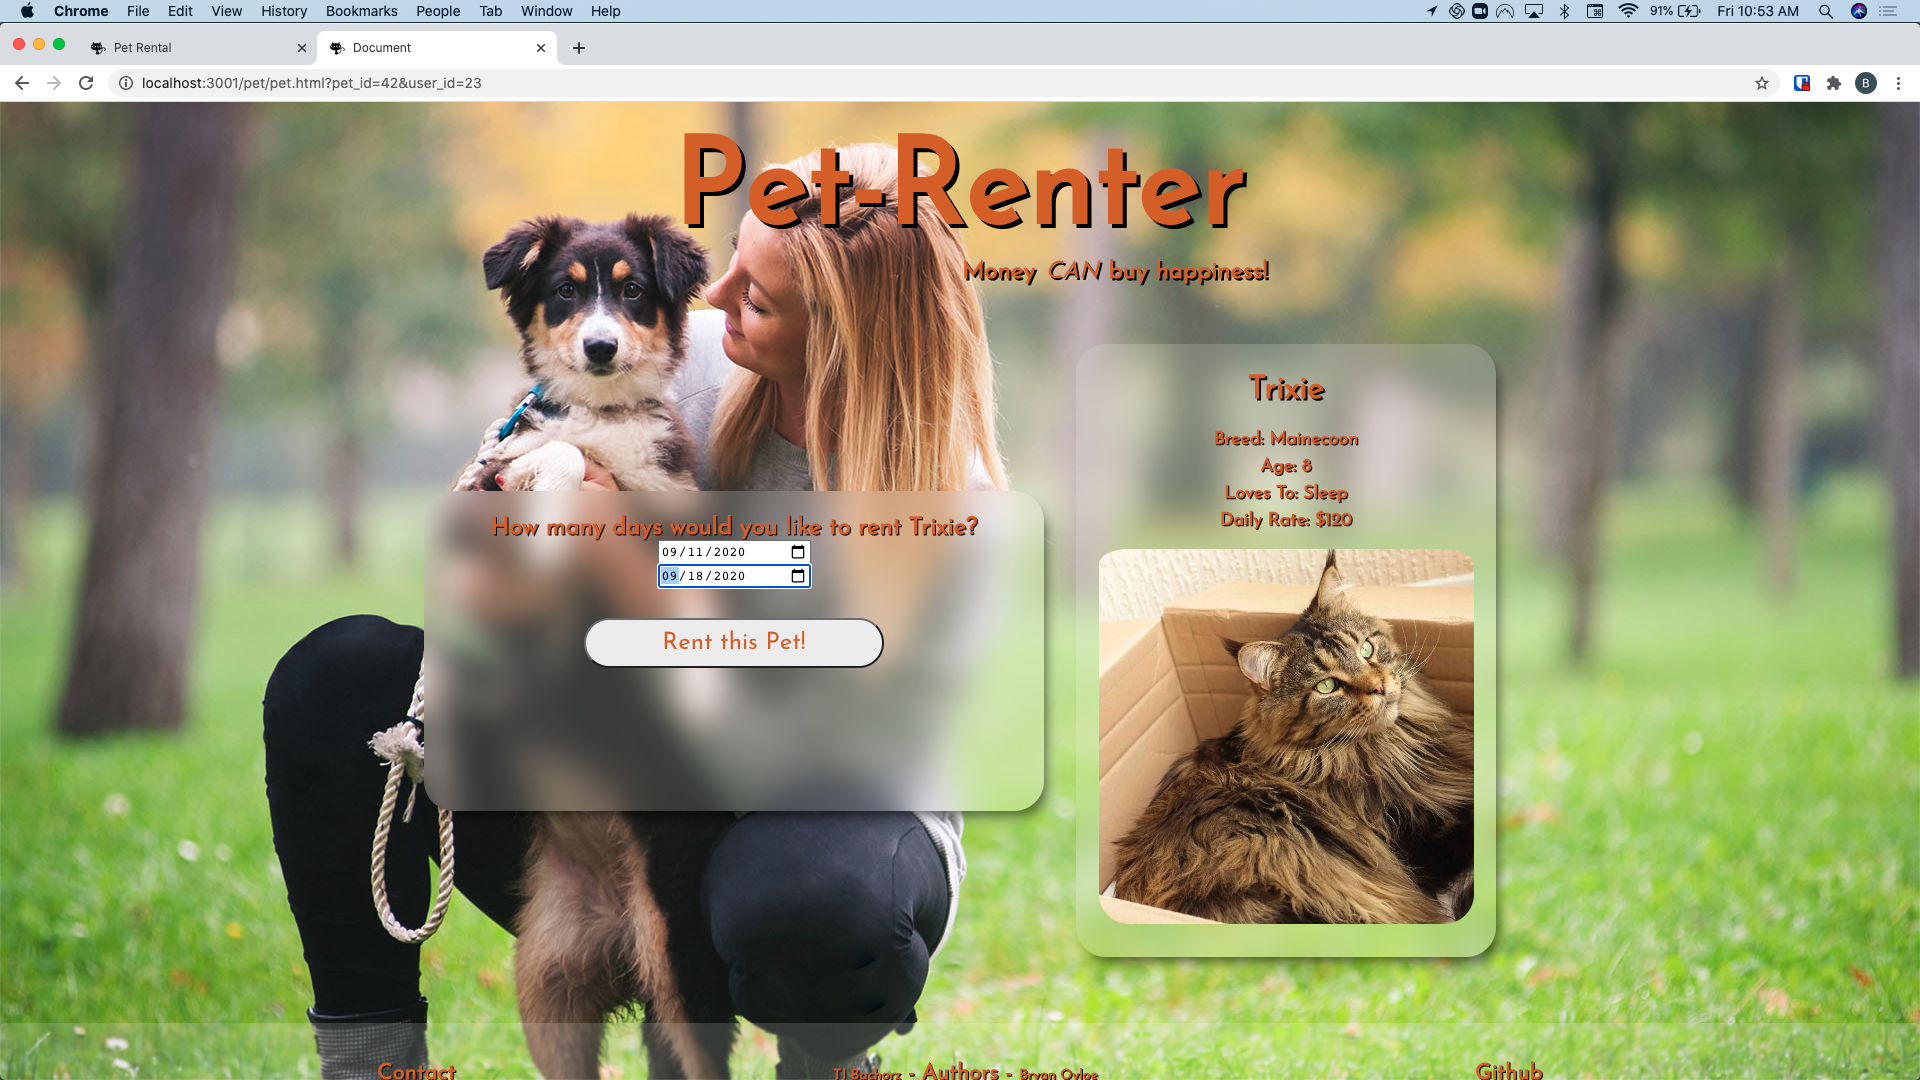 Chrome File Edit View History Bookmarks People Tab Window Help 91% Fri 10:53 AM
Pet Rental Document
localhost:3001/pet/pet.html?pet_id=42&user_id=23 B
Pet-Renter
Money CAN buy happiness!
Trixie
Breed: Mainecoon
Age: 8
Loves To: Sleep
Daily Rate: $120
How many days would you like to rent Trixie?
09/11/2020
09/18/2020
Rent this Pet!
Contact TJ Bachorz - Authors - Bryan Ovloe Github